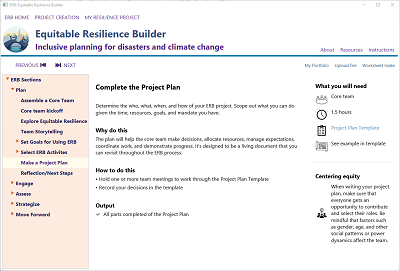 ERB: Equitable Resilience Builder
ERB HOME PROJECT CREATION MY RESILIENCE PROJECT
Equitable Resilience Builder
Inclusive planning for disasters and climate change
About Resources Instructions
PREVIOUS NEXT
My Portfolio Upload File Worksheet Index
ERB Sections
Plan
Assemble a Core Team
Core team kickoff
Explore Equitable Resilience
Team Storytelling
Set Goals for Using ERB
Select ERB Activites
Make a Project Plan
Reflection/Next Steps
Engage
Assess
Strategize
Move Forward
Complete the Project Plan
Determine the who, what, when, and how of your ERB project. Scope out what you can do
given the time, resources, goals, and mandate you have.
Why do this
The plan will help the core team make decisions, allocate resources, manage expectations,
coordinate work, and demonstrate progress. It's designed to be a living document that you
can revisit throughout the ERB process.
How to do this
• Hold one or more team meetings to work through the Project Plan Template
• Record your decisions in the template
Output
✓ All parts completed of the Project Plan
What you will need
Core team
1.5 hours
Project Plan Template
See example in template
Centering equity
When writing your project
plan, make sure that
everyone gets an
opportunity to contribute
and select their roles. Be
mindful that factors such
as gender, age, and other
social patterns or power
dynamics affect the team.